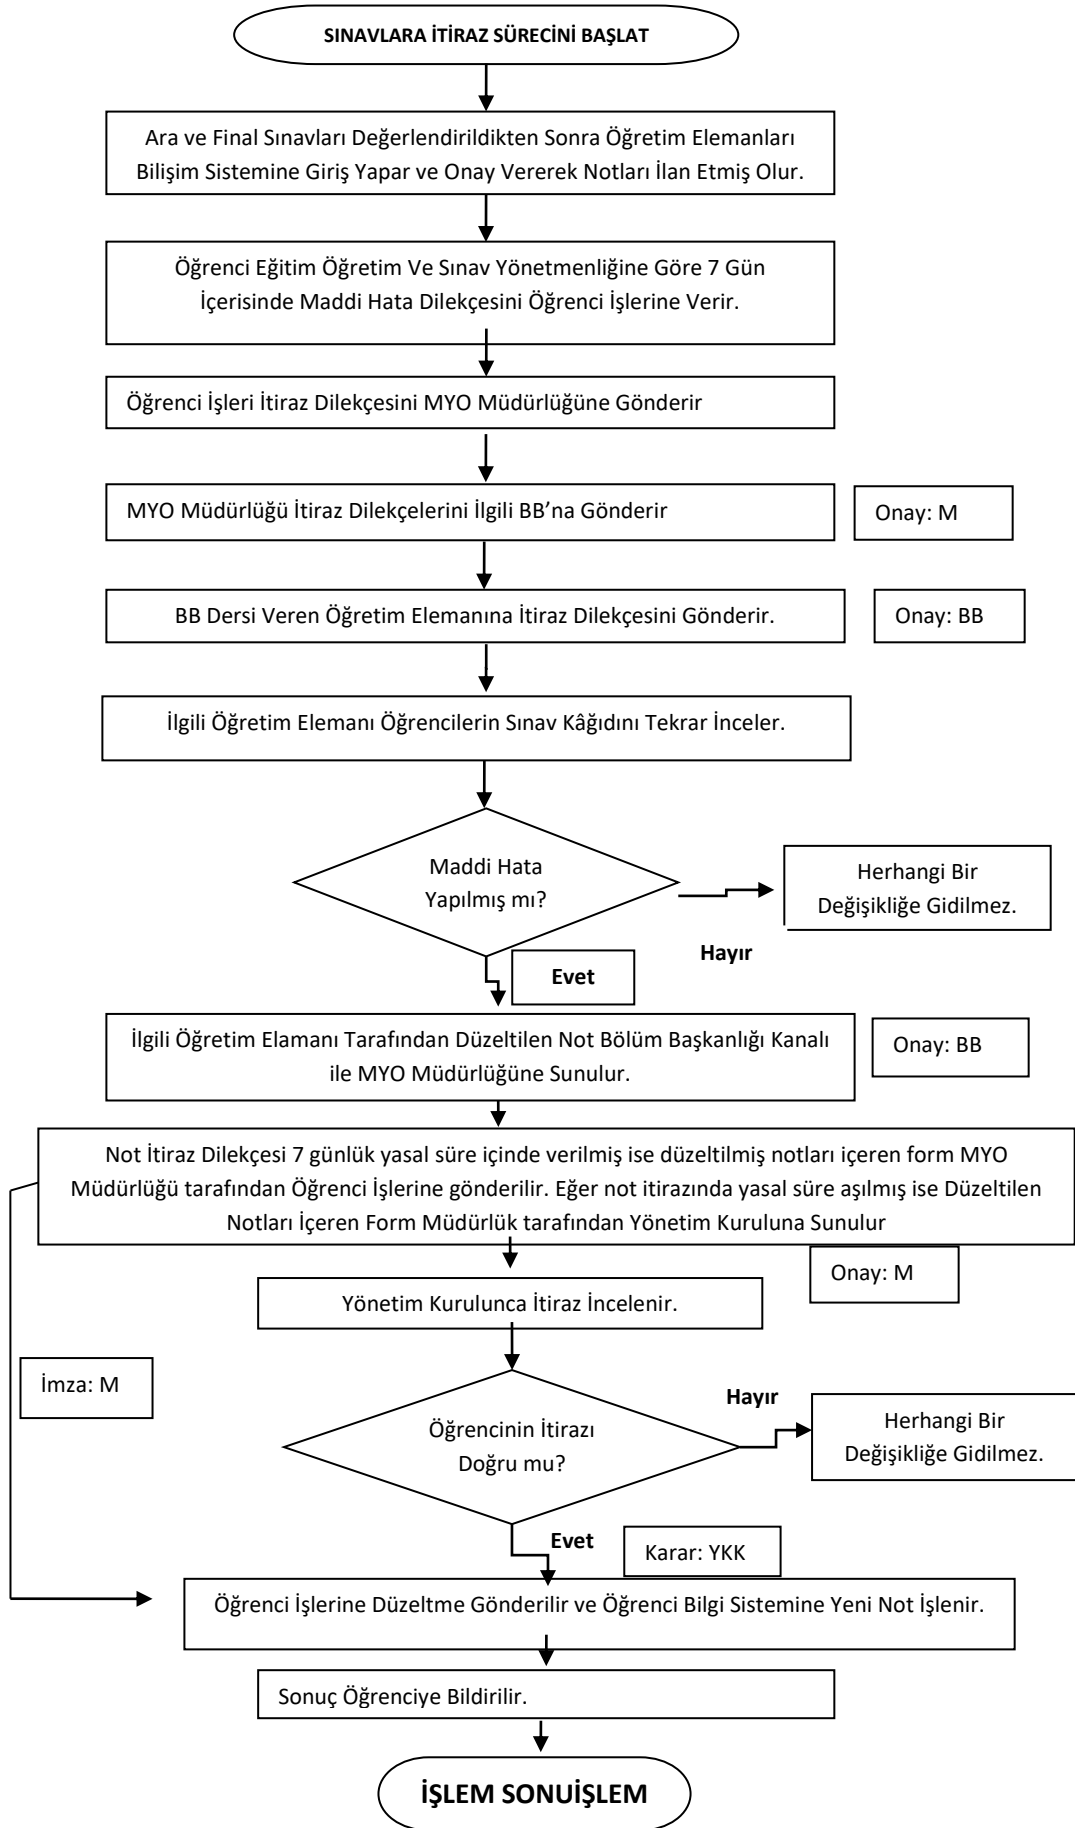 SINAVLARA İTİRAZ SÜRECİNİ BAŞLAT
Ara ve Final Sınavları Değerlendirildikten Sonra Öğretim Elemanları
Bilişim Sistemine Giriş Yapar ve Onay Vererek Notları İlan Etmiş Olur.
Öğrenci Eğitim Öğretim Ve Sınav Yönetmenliğine Göre 7 Gün
İçerisinde Maddi Hata Dilekçesini Öğrenci İşlerine Verir.
Öğrenci İşleri İtiraz Dilekçesini MYO Müdürlüğüne Gönderir
MYO Müdürlüğü İtiraz Dilekçelerini İlgili BB’na Gönderir
Onay: M
BB Dersi Veren Öğretim Elemanına İtiraz Dilekçesini Gönderir.
Onay: BB
İlgili Öğretim Elemanı Öğrencilerin Sınav Kâğıdını Tekrar İnceler.
Maddi Hata
Yapılmış mı?
Herhangi Bir
Değişikliğe Gidilmez.
Hayır
Evet
İlgili Öğretim Elamanı Tarafından Düzeltilen Not Bölüm Başkanlığı Kanalı
ile MYO Müdürlüğüne Sunulur.
Onay: BB
Not İtiraz Dilekçesi 7 günlük yasal süre içinde verilmiş ise düzeltilmiş notları içeren form MYO
Müdürlüğü tarafından Öğrenci İşlerine gönderilir. Eğer not itirazında yasal süre aşılmış ise Düzeltilen
Notları İçeren Form Müdürlük tarafından Yönetim Kuruluna Sunulur
Onay: M
Yönetim Kurulunca İtiraz İncelenir.
İmza: M
Hayır
Öğrencinin İtirazı
Doğru mu?
Herhangi Bir
Değişikliğe Gidilmez.
Evet
Karar: YKK
Öğrenci İşlerine Düzeltme Gönderilir ve Öğrenci Bilgi Sistemine Yeni Not İşlenir.
Sonuç Öğrenciye Bildirilir.
İŞLEM SONUİŞLEM